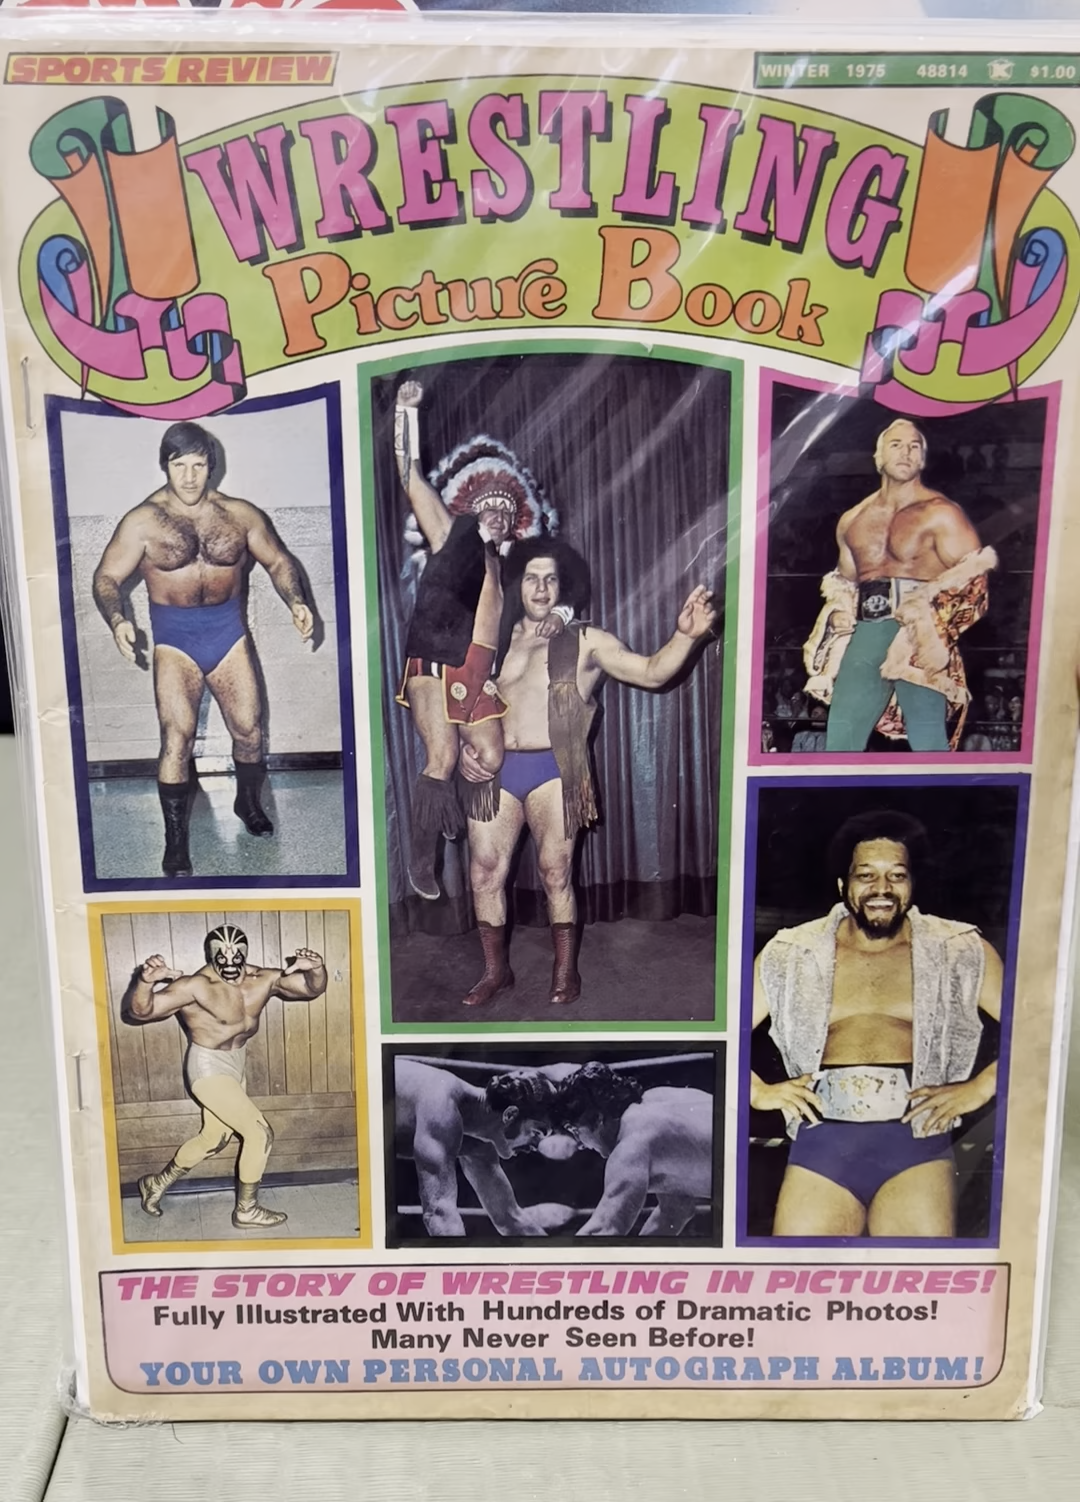 SPORTS REVIEW
WINTER 1975 48814 K $1.00
WRESTLING
Picture Book
THE STORY OF WRESTLING IN PICTURES!
Fully Illustrated With Hundreds of Dramatic Photos!
Many Never Seen Before!
YOUR OWN PERSONAL AUTOGRAPH ALBUM!